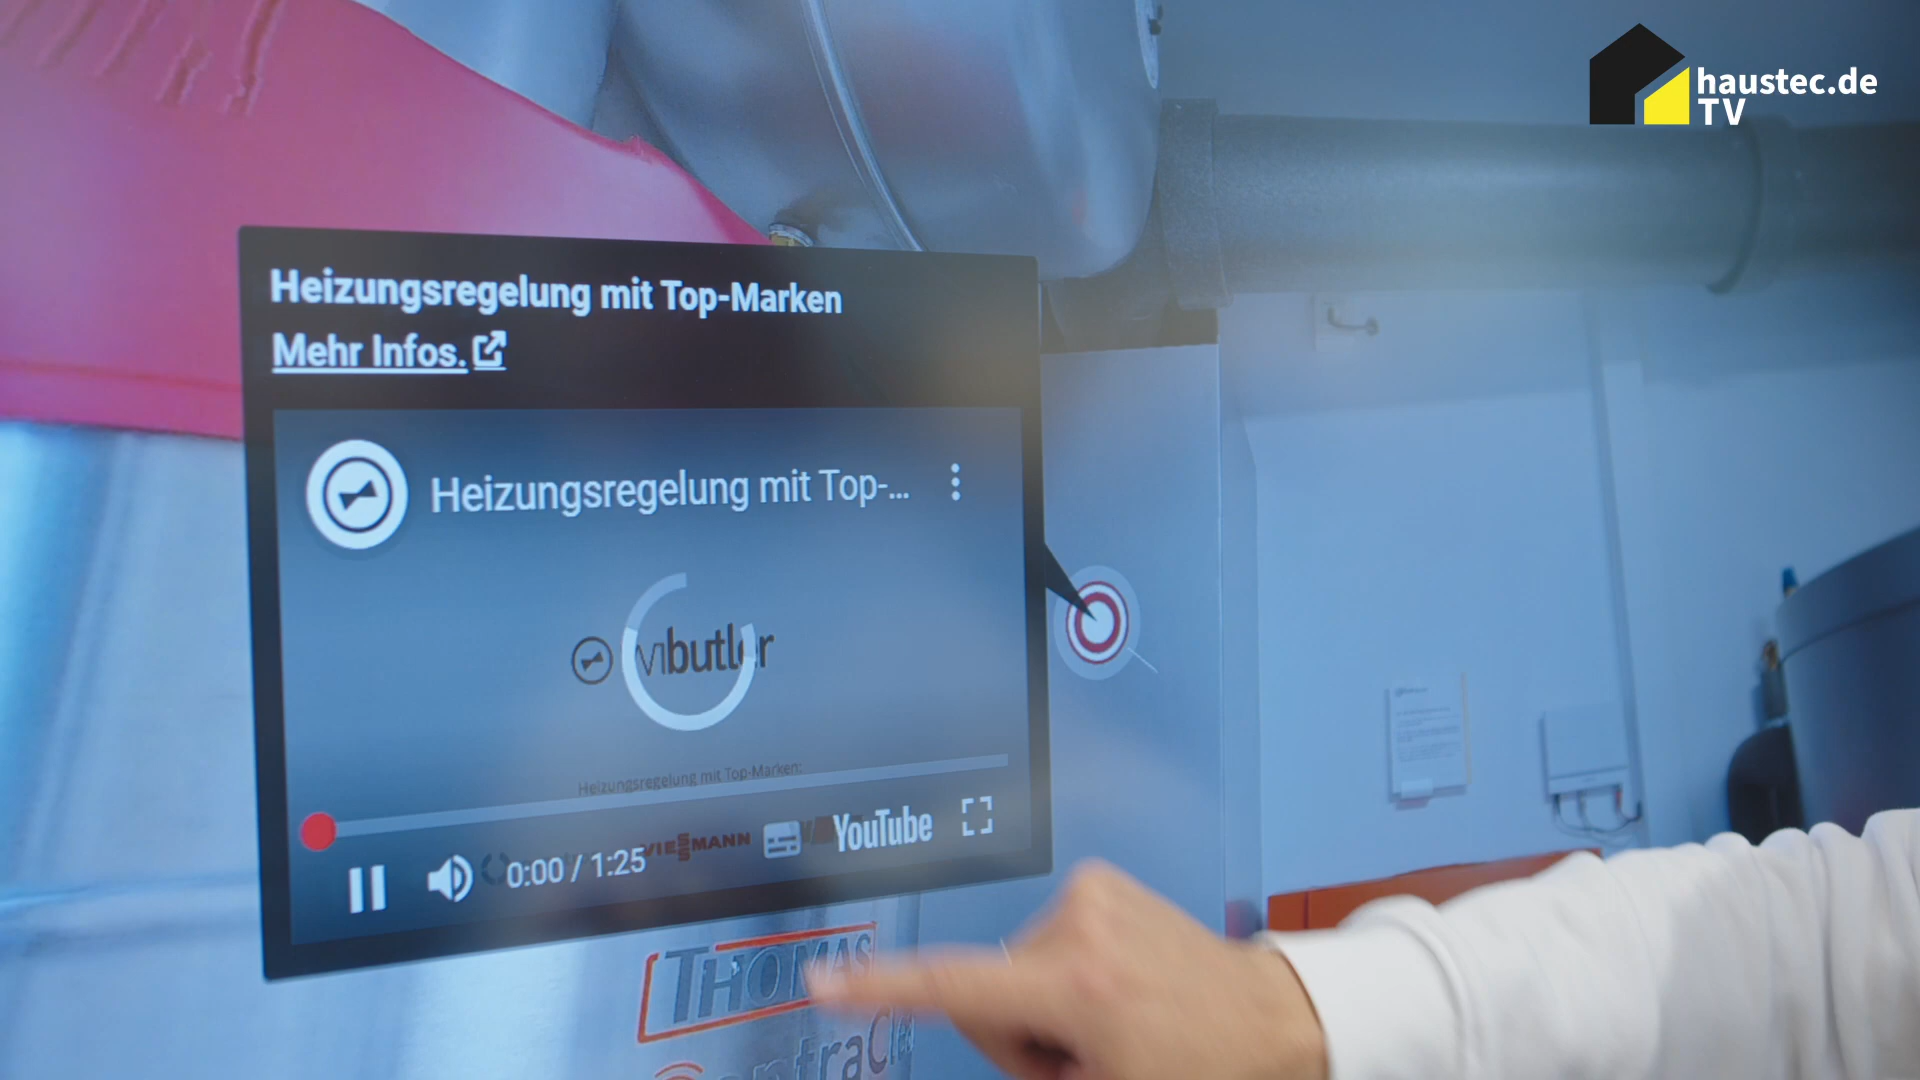 haustec.de
TV
Heizungsregelung mit Top-Marken
Mehr Infos.
Heizungsregelung mit Top-...
vibutler
Heizungsregelung mit Top-Marken:
VIESMANN
0:00 / 1:25
YouTube
THOMAS